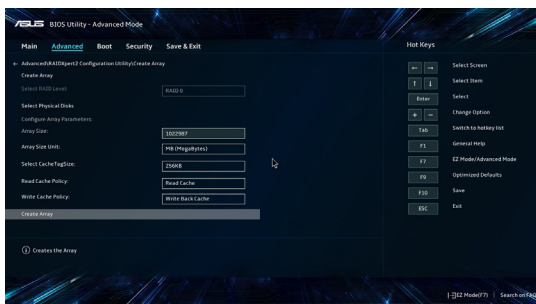 ASUS BIOS Utility - Advanced Mode
Main Advanced Boot Security Save & Exit
Hot Keys
← Advanced\RAIDXpert2 Configuration Utility\Create Array
Create Array
Select RAID Level: RAID 0
Select Physical Disks
Configure Array Parameters:
Array Size: 1022987
Array Size Unit: MB (MegaBytes)
Select CacheTagSize: 256KB
Read Cache Policy: Read Cache
Write Cache Policy: Write Back Cache
Create Array
← → Select Screen
↑ ↓ Select Item
Enter Select
+ − Change Option
Tab Switch to hotkey list
F1 General Help
F7 EZ Mode/Advanced Mode
F9 Optimized Defaults
F10 Save
ESC Exit
i Creates the Array
EZ Mode(F7) | Search on FAQ